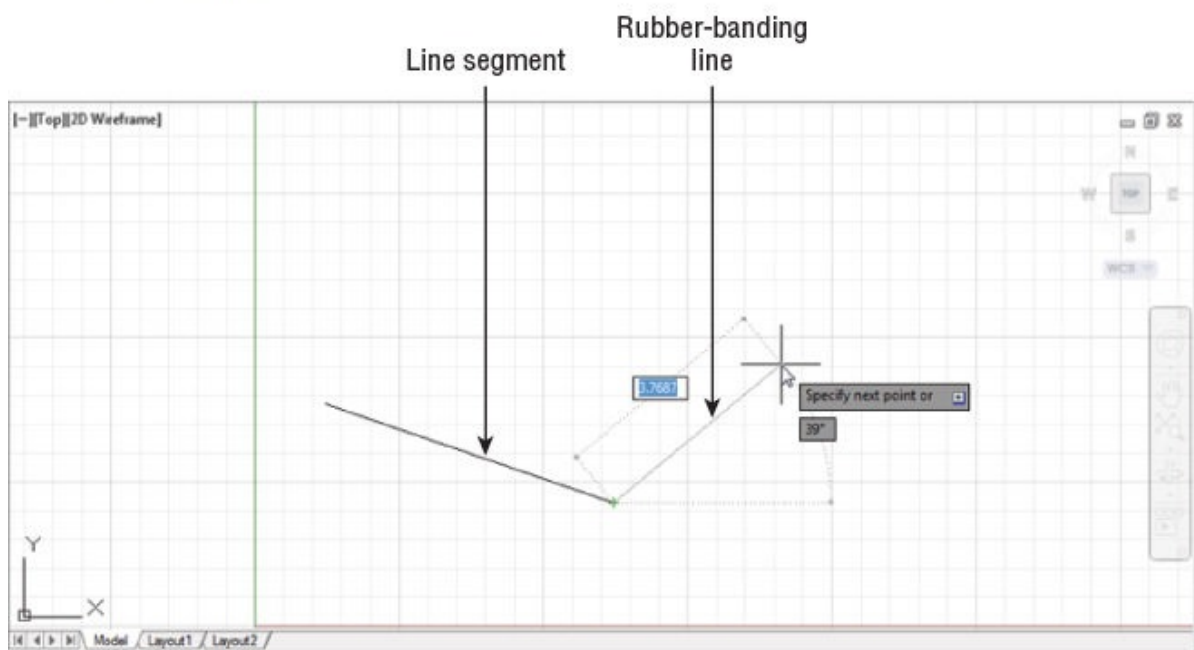 Rubber-banding
line
Line segment
[−][Top][2D Wireframe]
N
W
TOP
E
S
WCS
3.7687
Specify next point or
39°
Y
X
Model
Layout1
Layout2